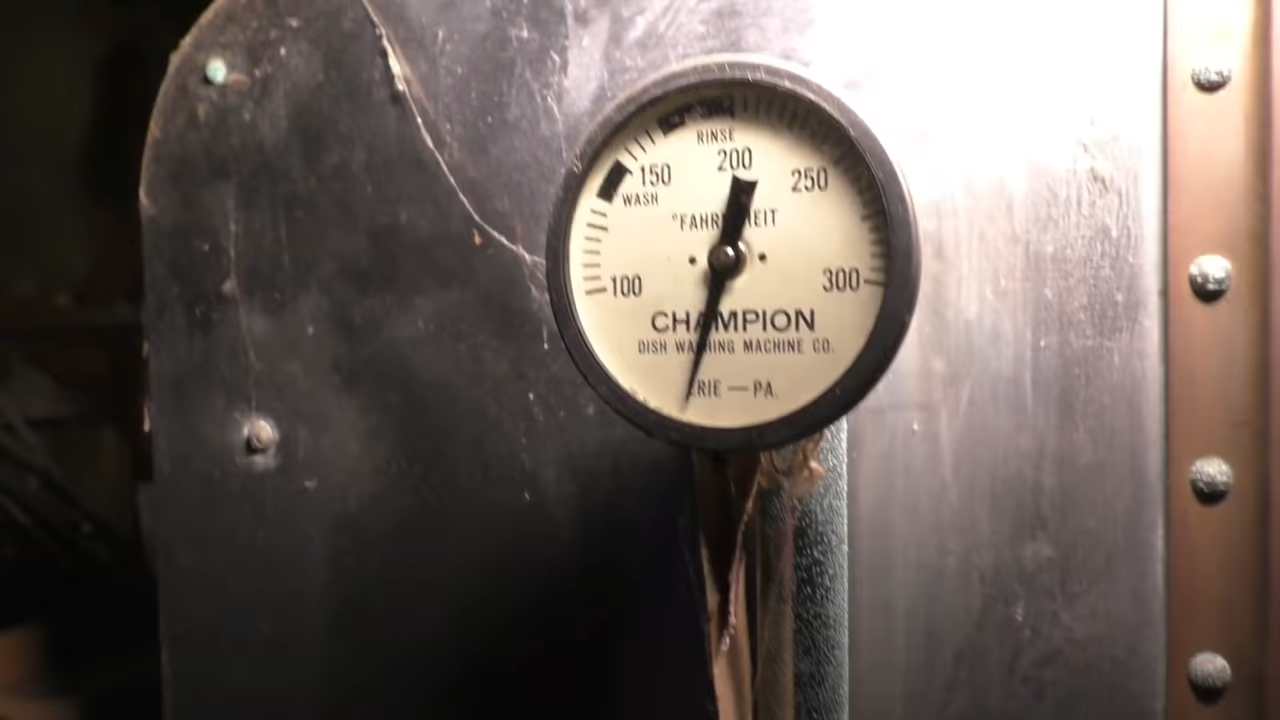 RINSE
150 200 250
WASH
°FAHRENHEIT
100 300
CHAMPION
DISH WASHING MACHINE CO.
ERIE — PA.